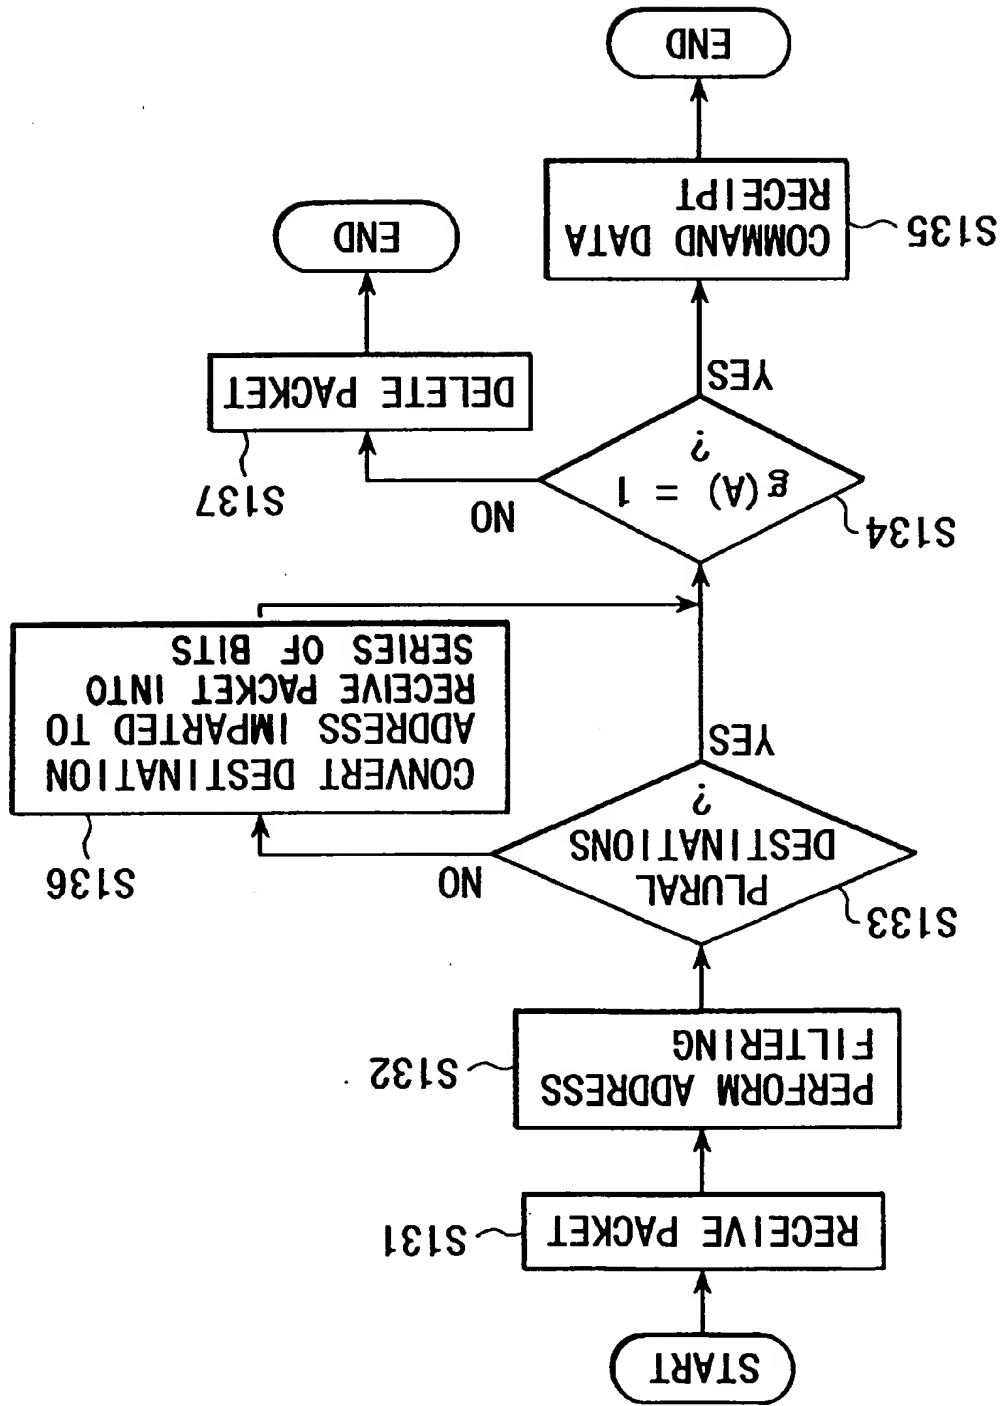 START
RECEIVE PACKET
S131
PERFORM ADDRESS
FILTERING
S132
PLURAL
DESTINATIONS
?
S133
NO
YES
CONVERT DESTINATION
ADDRESS IMPARTED TO
RECEIVE PACKET INTO
SERIES OF BITS
S136
g(A) = 1
?
S134
NO
YES
DELETE PACKET
S137
END
COMMAND DATA
RECEIPT
S135
END